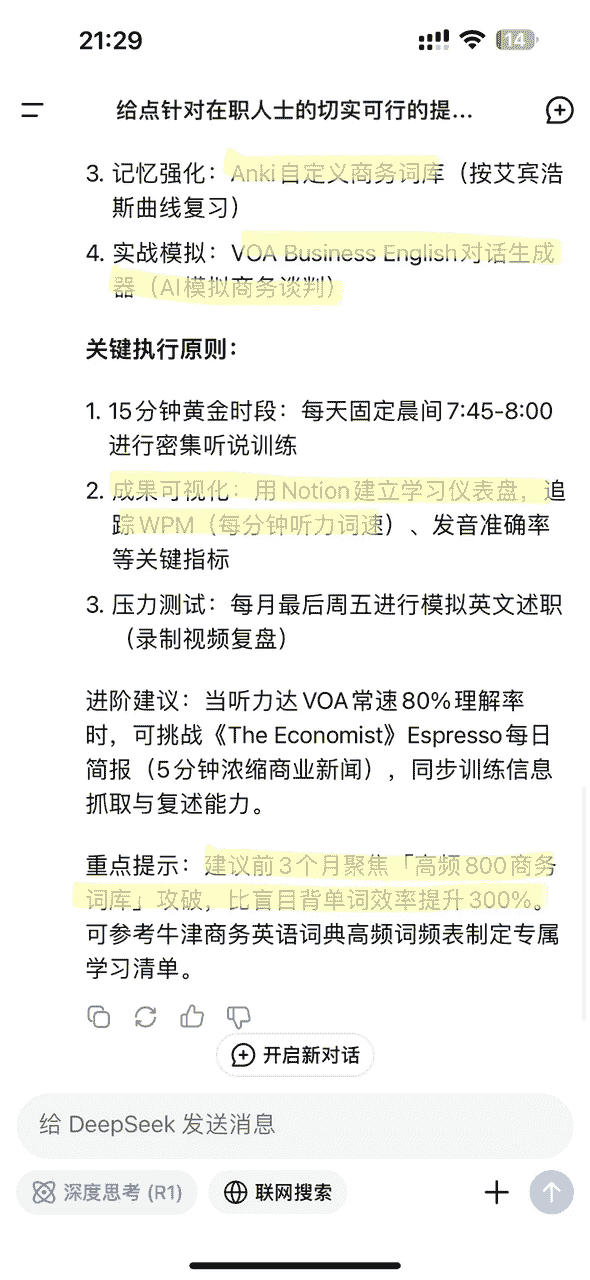 21:29
14
给点针对在职人士的切实可行的提...
3. 记忆强化：Anki自定义商务词库（按艾宾浩
斯曲线复习）
4. 实战模拟：VOA Business English对话生成
器（AI模拟商务谈判）
关键执行原则：
1. 15分钟黄金时段：每天固定晨间7:45-8:00
进行密集听说训练
2. 成果可视化：用Notion建立学习仪表盘，追
踪WPM（每分钟听力词速）、发音准确率
等关键指标
3. 压力测试：每月最后周五进行模拟英文述职
（录制视频复盘）
进阶建议：当听力达VOA常速80%理解率
时，可挑战《The Economist》Espresso每日
简报（5分钟浓缩商业新闻），同步训练信息
抓取与复述能力。
重点提示：建议前3个月聚焦「高频800商务
词库」攻破，比盲目背单词效率提升300%。
可参考牛津商务英语词典高频词频表制定专属
学习清单。
开启新对话
给 DeepSeek 发送消息
深度思考 (R1)
联网搜索